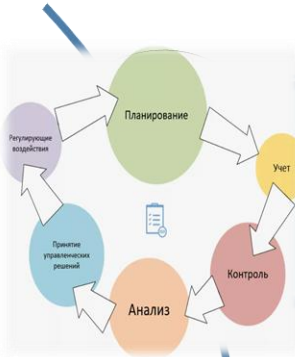 Планирование
Учет
Контроль
Анализ
Принятие
управленческих
решений
Регулирующие
воздействия